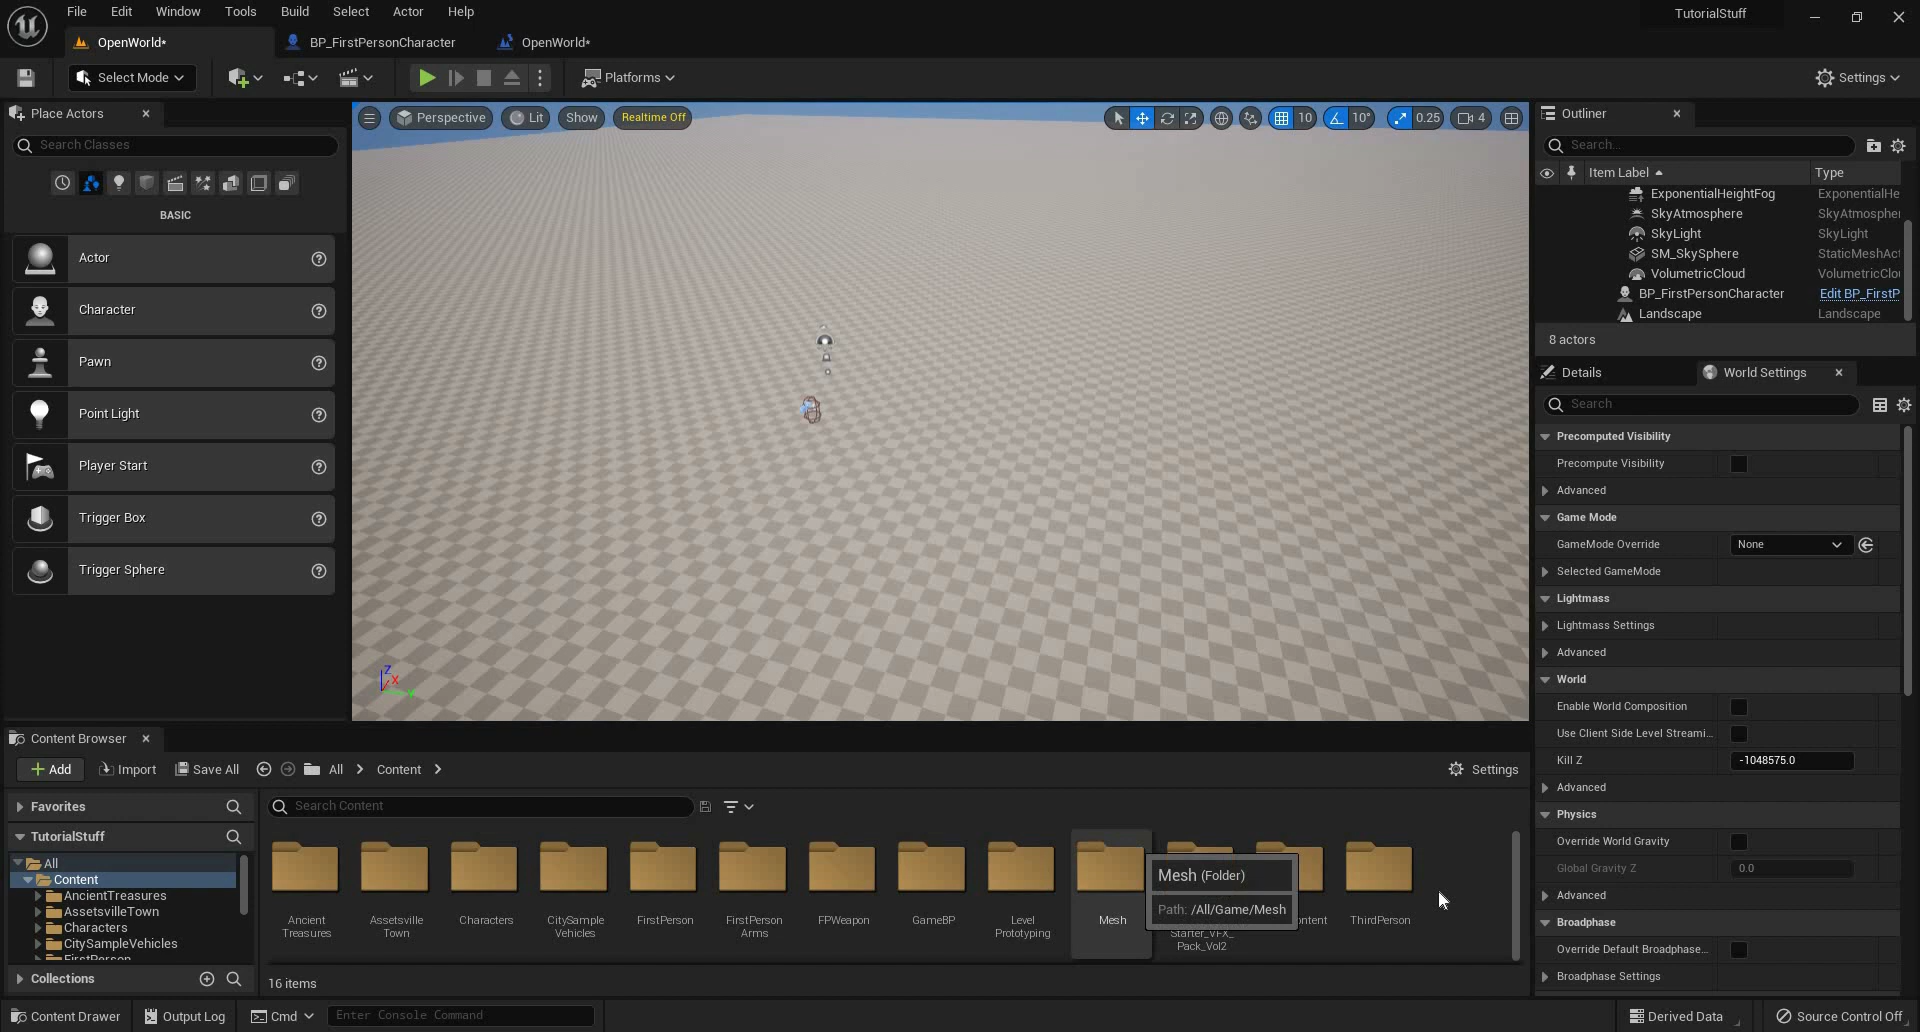 File Edit Window Tools Build Select Actor Help
TutorialStuff
OpenWorld*
BP_FirstPersonCharacter
OpenWorld*
Select Mode
Platforms
Settings
Place Actors
Search Classes
BASIC
Actor
Character
Pawn
Point Light
Player Start
Trigger Box
Trigger Sphere
Perspective
Lit
Show
Realtime Off
10
10°
0.25
4
Z
X
Y
Outliner
Search...
Item Label
Type
ExponentialHeightFog ExponentialHe
SkyAtmosphere SkyAtmospher
SkyLight SkyLight
SM_SkySphere StaticMeshAct
VolumetricCloud VolumetricClou
BP_FirstPersonCharacter Edit BP_FirstP
Landscape Landscape
8 actors
Details
World Settings
Search
Precomputed Visibility
Precompute Visibility
Advanced
Game Mode
GameMode Override None
Selected GameMode
Lightmass
Lightmass Settings
Advanced
World
Enable World Composition
Use Client Side Level Streami...
Kill Z -1048575.0
Advanced
Physics
Override World Gravity
Global Gravity Z 0.0
Advanced
Broadphase
Override Default Broadphase...
Broadphase Settings
Content Browser
Add
Import
Save All
All
Content
Settings
Favorites
TutorialStuff
All
Content
AncientTreasures
AssetsvilleTown
Characters
CitySampleVehicles
FirstPerson
Collections
Search Content
Ancient
Treasures
Assetsville
Town
Characters
CitySample
Vehicles
FirstPerson
FirstPerson
Arms
FPWeapon
GameBP
Level
Prototyping
Mesh
Starter_VFX_
Pack_Vol2
ontent
ThirdPerson
Mesh (Folder)
Path: /All/Game/Mesh
16 items
Content Drawer
Output Log
Cmd
Enter Console Command
Derived Data
Source Control Off